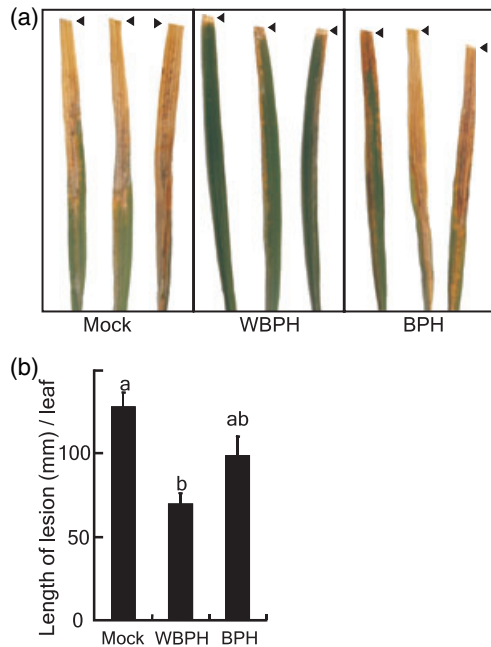 (a)
Mock WBPH BPH
(b)
Length of lesion (mm) / leaf
a
b
ab
100
50
0
Mock WBPH BPH